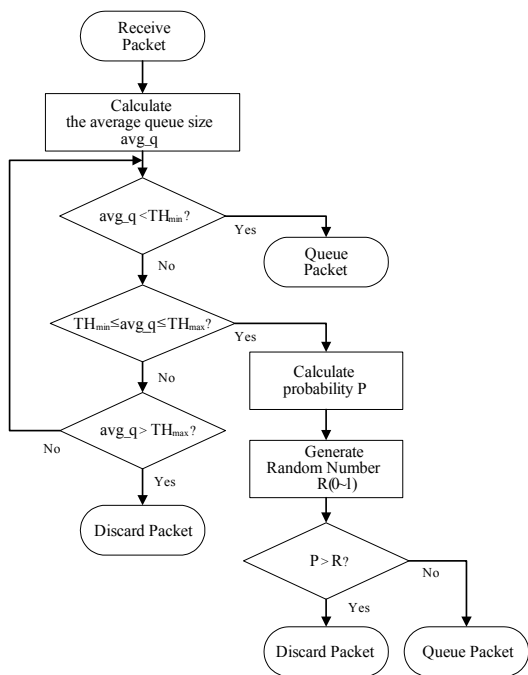 Receive
Packet
Calculate
the average queue size
avg_q
avg_q <THmin?
Yes
Queue
Packet
No
THmin≤avg_q≤THmax?
Yes
Calculate
probability P
No
avg_q > THmax?
No
Generate
Random Number
R(0~1)
Yes
Discard Packet
P > R?
No
Yes
Discard Packet
Queue Packet